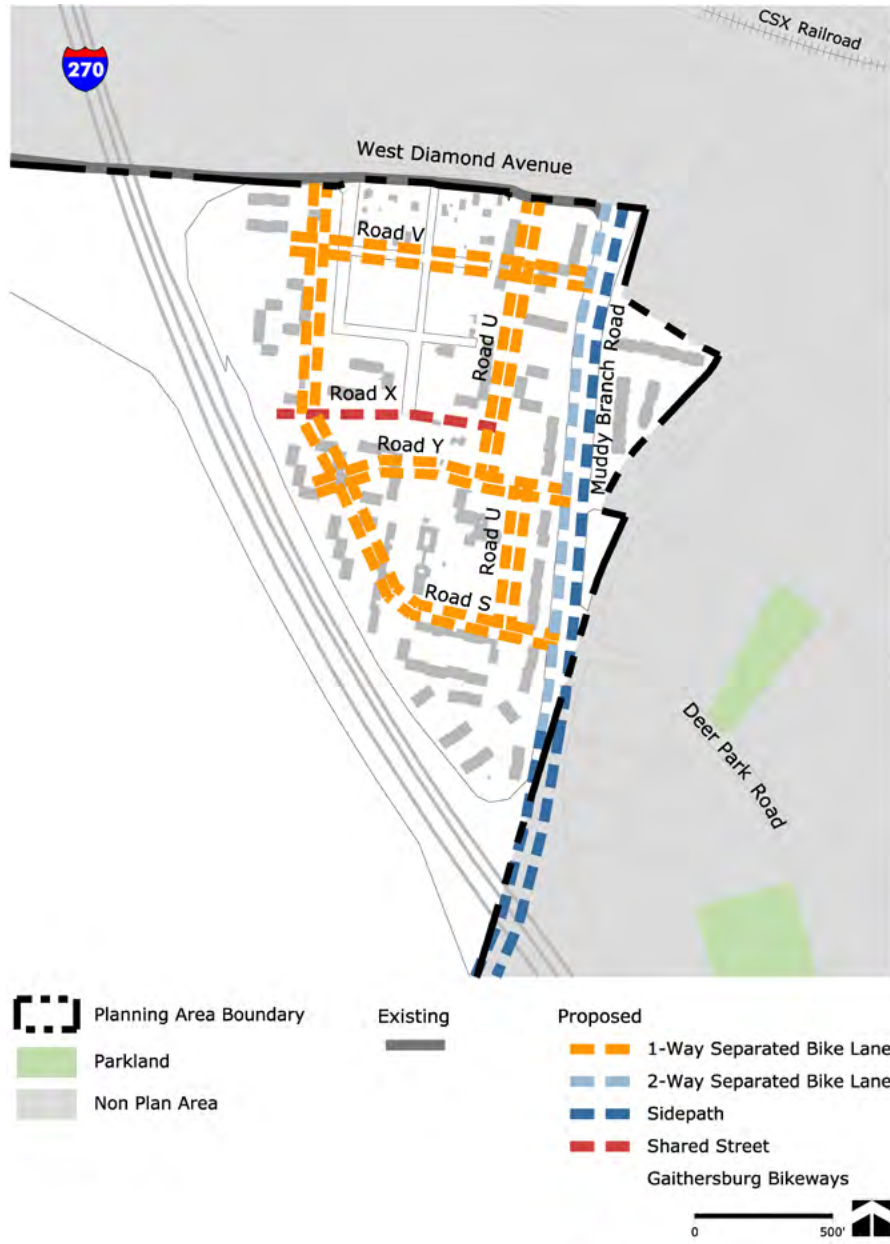 CSX Railroad
270
West Diamond Avenue
Road V
Road U
Muddy Branch Road
Road X
Road Y
Road U
Road S
Deer Park Road
Planning Area Boundary
Parkland
Non Plan Area
Existing
Proposed
1-Way Separated Bike Lane
2-Way Separated Bike Lane
Sidepath
Shared Street
Gaithersburg Bikeways
0 500'